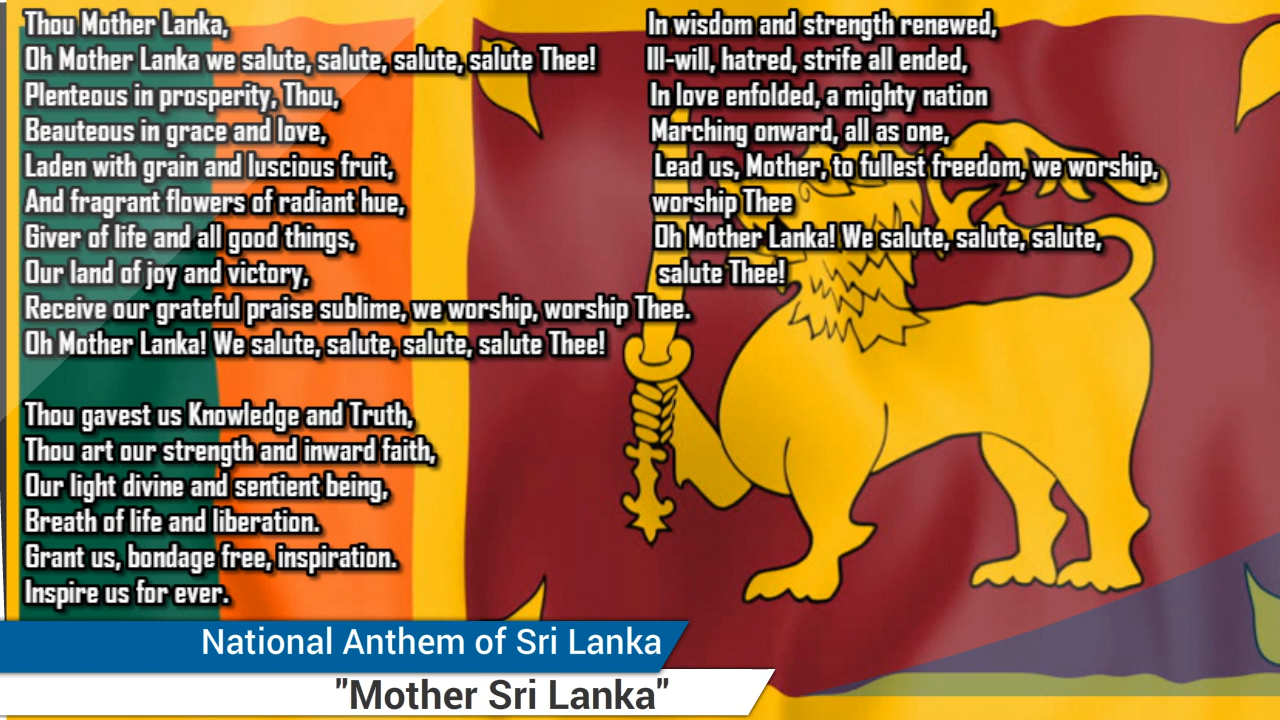 Thou Mother Lanka,
Oh Mother Lanka we salute, salute, salute, salute Thee!
Plenteous in prosperity, Thou,
Beauteous in grace and love,
Laden with grain and luscious fruit,
And fragrant flowers of radiant hue,
Giver of life and all good things,
Our land of joy and victory,
Receive our grateful praise sublime, we worship, worship Thee.
Oh Mother Lanka! We salute, salute, salute, salute Thee!
Thou gavest us Knowledge and Truth,
Thou art our strength and inward faith,
Our light divine and sentient being,
Breath of life and liberation.
Grant us, bondage free, inspiration.
Inspire us for ever.
In wisdom and strength renewed,
Ill-will, hatred, strife all ended,
In love enfolded, a mighty nation
Marching onward, all as one,
Lead us, Mother, to fullest freedom, we worship,
worship Thee
Oh Mother Lanka! We salute, salute, salute,
salute Thee!
National Anthem of Sri Lanka
"Mother Sri Lanka"